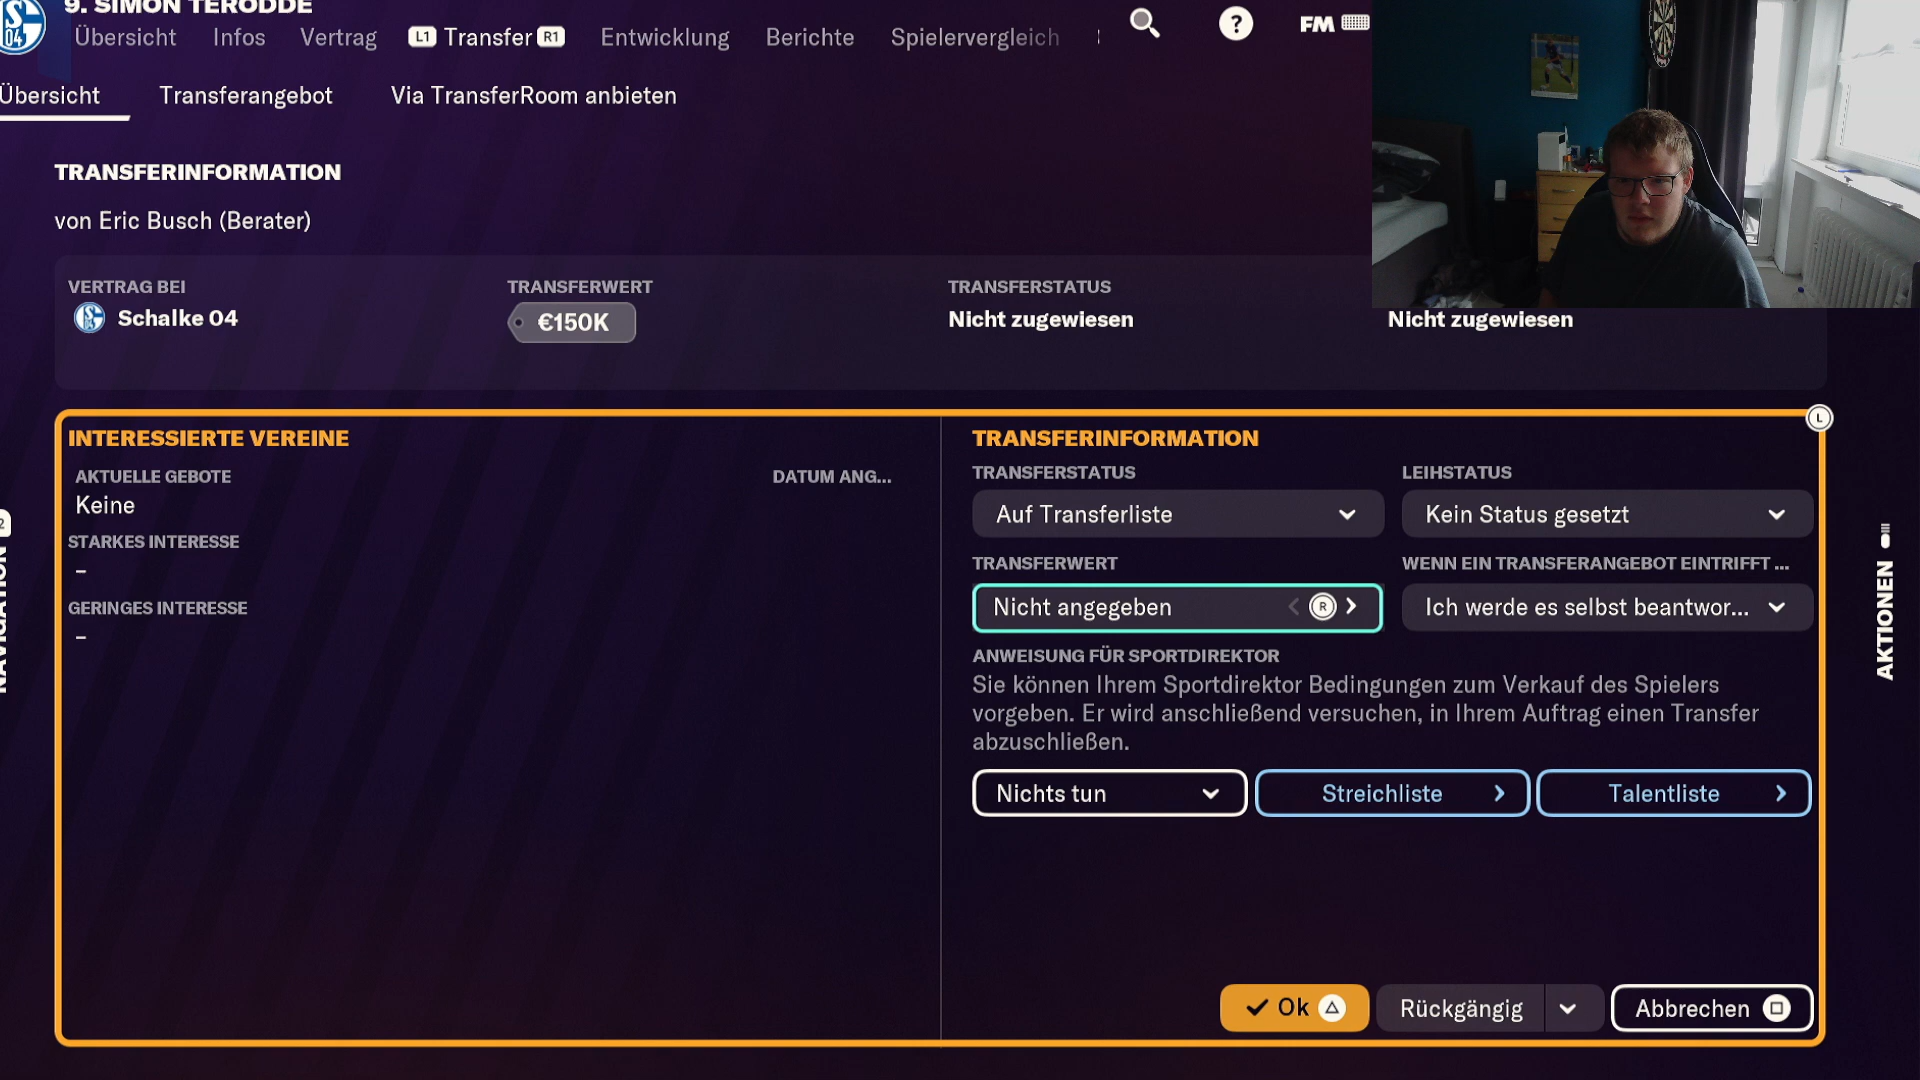 9. SIMON TERODDE
Übersicht Infos Vertrag L1 Transfer R1 Entwicklung Berichte Spielervergleich
? FM
Übersicht Transferangebot Via TransferRoom anbieten
TRANSFERINFORMATION
von Eric Busch (Berater)
VERTRAG BEI TRANSFERWERT TRANSFERSTATUS
Schalke 04 €150K Nicht zugewiesen Nicht zugewiesen
INTERESSIERTE VEREINE
AKTUELLE GEBOTE DATUM ANG...
Keine
STARKES INTERESSE
–
GERINGES INTERESSE
–
TRANSFERINFORMATION
TRANSFERSTATUS LEIHSTATUS
Auf Transferliste Kein Status gesetzt
TRANSFERWERT WENN EIN TRANSFERANGEBOT EINTRIFFT ...
Nicht angegeben R Ich werde es selbst beantwor...
ANWEISUNG FÜR SPORTDIREKTOR
Sie können Ihrem Sportdirektor Bedingungen zum Verkauf des Spielers
vorgeben. Er wird anschließend versuchen, in Ihrem Auftrag einen Transfer
abzuschließen.
Nichts tun Streichliste Talentliste
Ok Rückgängig Abbrechen
L
NAVIGATION
AKTIONEN